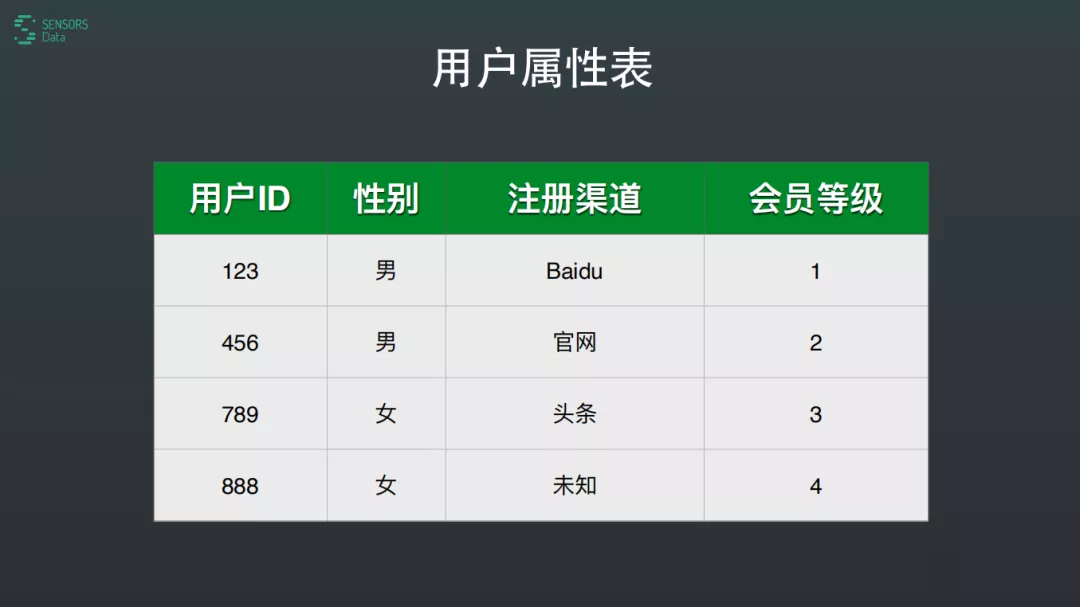 SENSORS
Data
用户属性表
用户ID 性别 注册渠道 会员等级
123 男 Baidu 1
456 男 官网 2
789 女 头条 3
888 女 未知 4